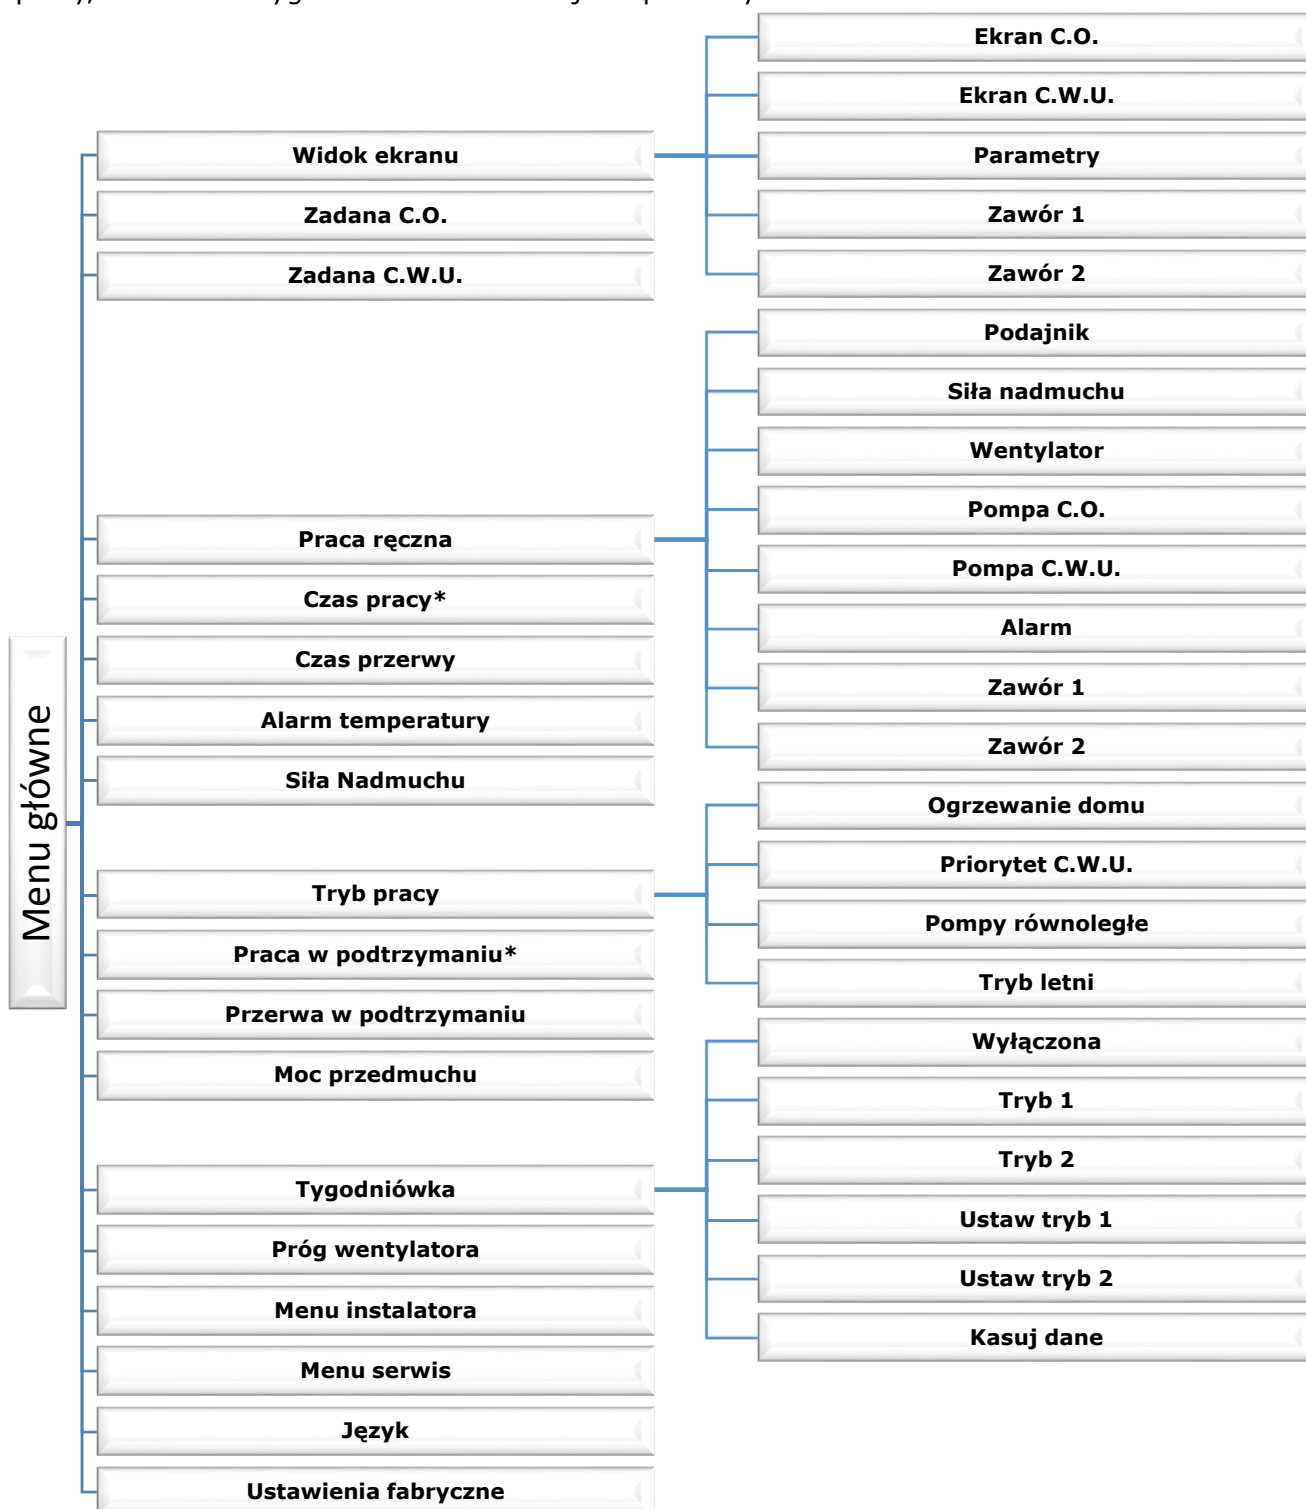 Menu główne
Widok ekranu
Ekran C.O.
Ekran C.W.U.
Parametry
Zawór 1
Zawór 2
Zadana C.O.
Zadana C.W.U.
Praca ręczna
Podajnik
Siła nadmuchu
Wentylator
Pompa C.O.
Pompa C.W.U.
Alarm
Zawór 1
Zawór 2
Czas pracy*
Czas przerwy
Alarm temperatury
Siła Nadmuchu
Tryb pracy
Ogrzewanie domu
Priorytet C.W.U.
Pompy równoległe
Tryb letni
Praca w podtrzymaniu*
Przerwa w podtrzymaniu
Moc przedmuchu
Tygodniówka
Wyłączona
Tryb 1
Tryb 2
Ustaw tryb 1
Ustaw tryb 2
Kasuj dane
Próg wentylatora
Menu instalatora
Menu serwis
Język
Ustawienia fabryczne